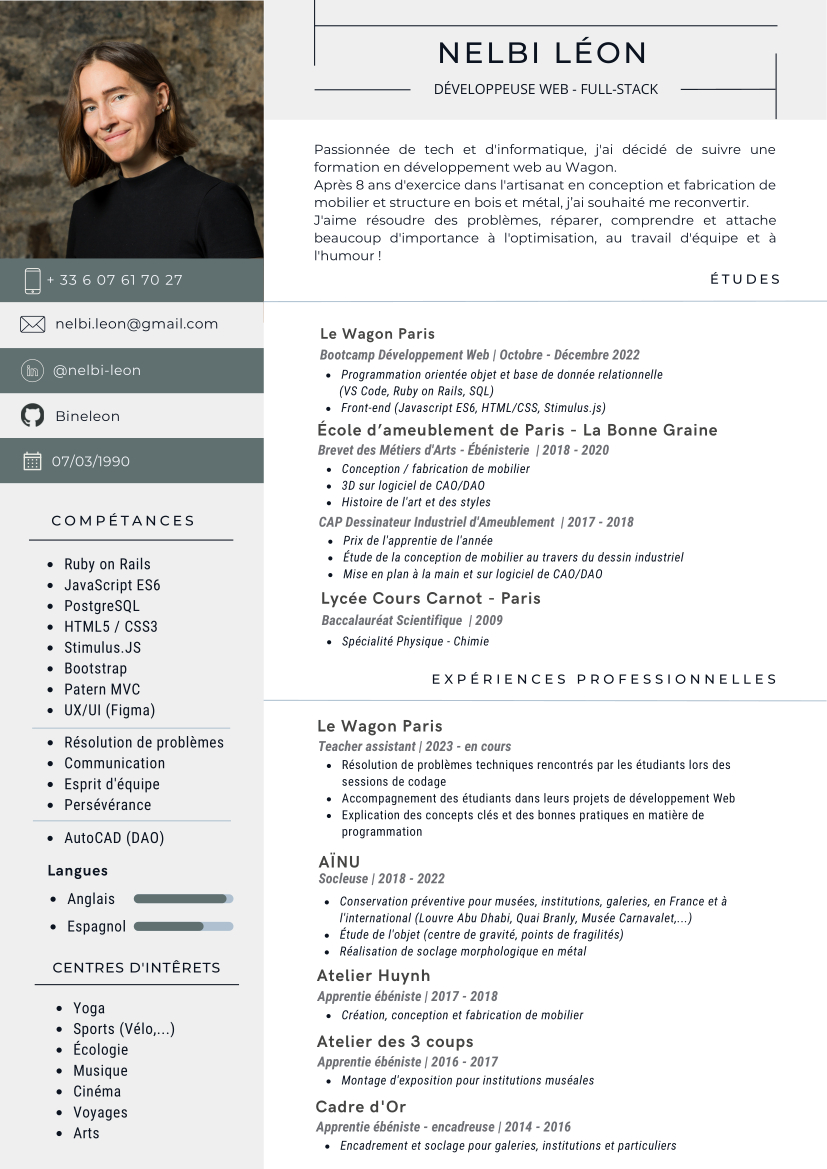 NELBI LÉON
DÉVELOPPEUSE WEB - FULL-STACK
+ 33 6 07 61 70 27
nelbi.leon@gmail.com
@nelbi-leon
Bineleon
07/03/1990
COMPÉTANCES
Ruby on Rails
JavaScript ES6
PostgreSQL
HTML5 / CSS3
Stimulus.JS
Bootstrap
Patern MVC
UX/UI (Figma)
Résolution de problèmes
Communication
Esprit d'équipe
Persévérance
AutoCAD (DAO)
Langues
Anglais
Espagnol
CENTRES D'INTÊRETS
Yoga
Sports (Vélo,...)
Écologie
Musique
Cinéma
Voyages
Arts
Passionnée de tech et d'informatique, j'ai décidé de suivre une
formation en développement web au Wagon.
Après 8 ans d'exercice dans l'artisanat en conception et fabrication de
mobilier et structure en bois et métal, j'ai souhaité me reconvertir.
J'aime résoudre des problèmes, réparer, comprendre et attache
beaucoup d'importance à l'optimisation, au travail d'équipe et à
l'humour !
ÉTUDES
Le Wagon Paris
Bootcamp Développement Web | Octobre - Décembre 2022
Programmation orientée objet et base de donnée relationnelle
(VS Code, Ruby on Rails, SQL)
Front-end (Javascript ES6, HTML/CSS, Stimulus.js)
École d'ameublement de Paris - La Bonne Graine
Brevet des Métiers d'Arts - Ébénisterie | 2018 - 2020
Conception / fabrication de mobilier
3D sur logiciel de CAO/DAO
Histoire de l'art et des styles
CAP Dessinateur Industriel d'Ameublement | 2017 - 2018
Prix de l'apprentie de l'année
Étude de la conception de mobilier au travers du dessin industriel
Mise en plan à la main et sur logiciel de CAO/DAO
Lycée Cours Carnot - Paris
Baccalauréat Scientifique | 2009
Spécialité Physique - Chimie
EXPÉRIENCES PROFESSIONNELLES
Le Wagon Paris
Teacher assistant | 2023 - en cours
Résolution de problèmes techniques rencontrés par les étudiants lors des
sessions de codage
Accompagnement des étudiants dans leurs projets de développement Web
Explication des concepts clés et des bonnes pratiques en matière de
programmation
AÏNU
Socleuse | 2018 - 2022
Conservation préventive pour musées, institutions, galeries, en France et à
l'international (Louvre Abu Dhabi, Quai Branly, Musée Carnavalet,...)
Étude de l'objet (centre de gravité, points de fragilités)
Réalisation de soclage morphologique en métal
Atelier Huynh
Apprentie ébéniste | 2017 - 2018
Création, conception et fabrication de mobilier
Atelier des 3 coups
Apprentie ébéniste | 2016 - 2017
Montage d'exposition pour institutions muséales
Cadre d'Or
Apprentie ébéniste - encadreuse | 2014 - 2016
Encadrement et soclage pour galeries, institutions et particuliers